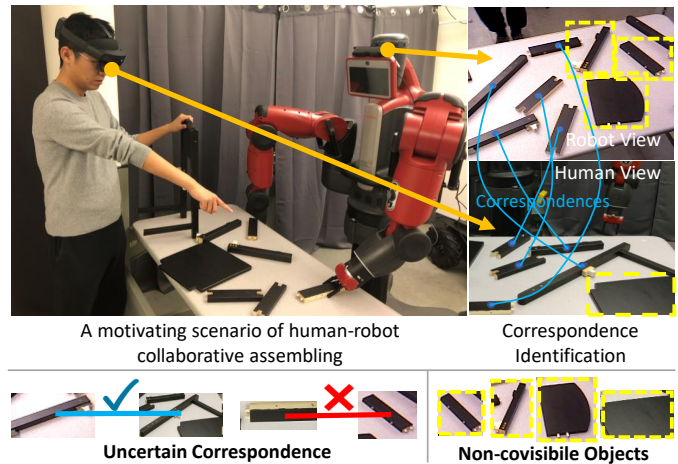 Robot View
Human View
Correspondences
A motivating scenario of human-robot
collaborative assembling
Correspondence
Identification
Uncertain Correspondence
Non-covisibile Objects